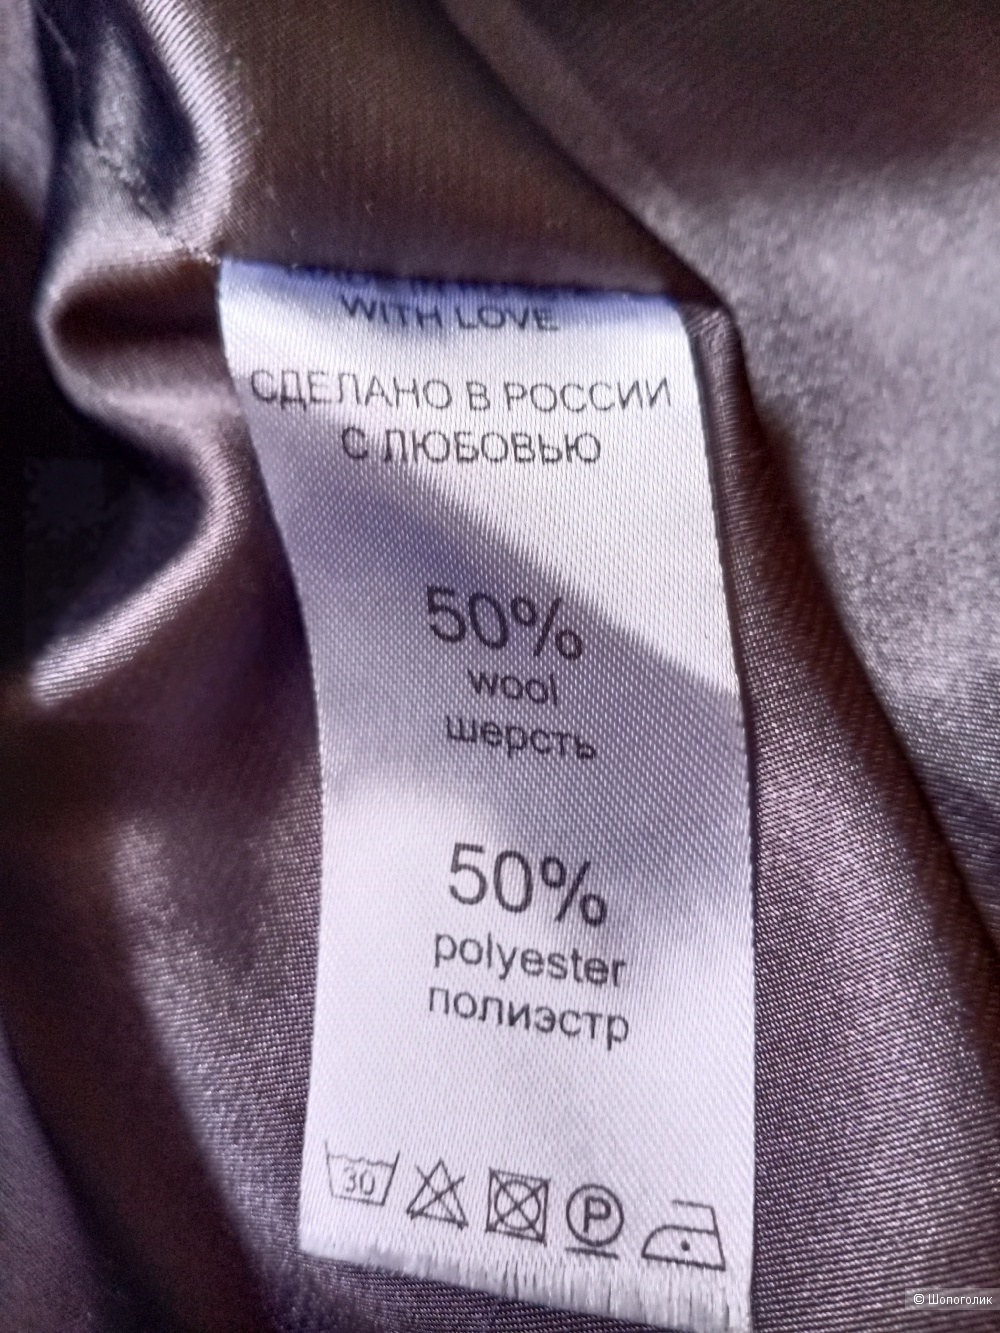 WITH LOVE
СДЕЛАНО В РОССИИ
С ЛЮБОВЬЮ
50%
wool
шерсть
50%
polyester
полиэстр
30
P
© Шопоголик